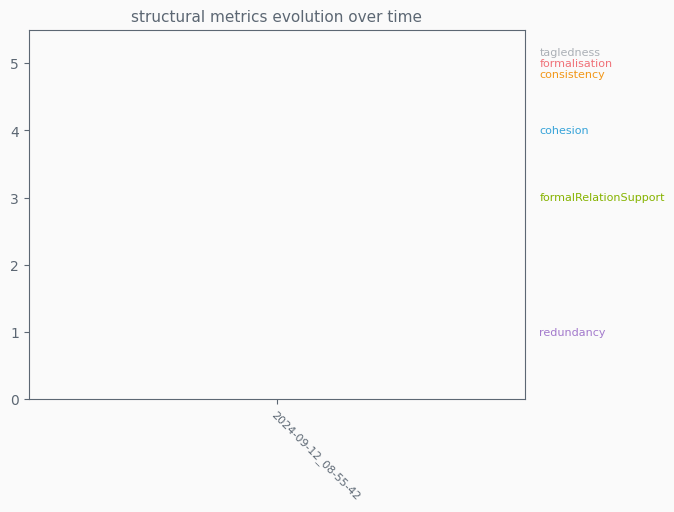 structural metrics evolution over time
tagledness
5
formalisation
consistency
4
cohesion
3
formalRelationSupport
2
1
redundancy
0
2024-09-12_08-55-42